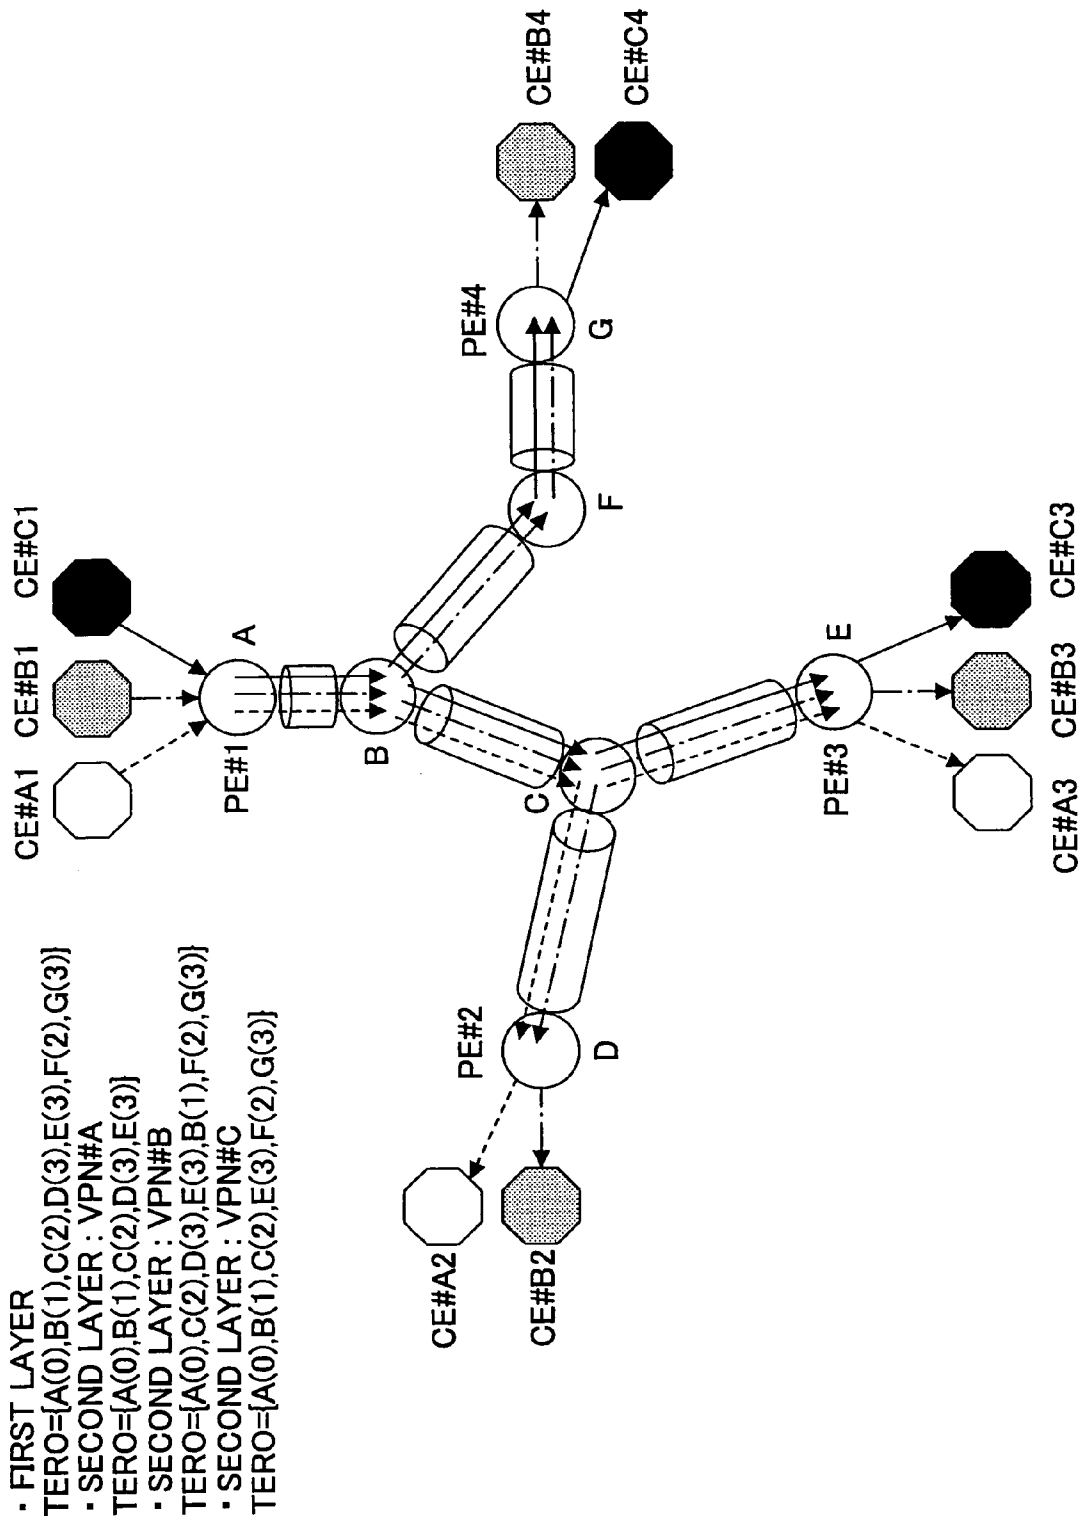 · FIRST LAYER
TERO={A(0),B(1),C(2),D(3),E(3),F(2),G(3)}
· SECOND LAYER : VPN#A
TERO={A(0),B(1),C(2),D(3),E(3)}
· SECOND LAYER : VPN#B
TERO={A(0),C(2),D(3),E(3),B(1),F(2),G(3)}
· SECOND LAYER : VPN#C
TERO={A(0),B(1),C(2),E(3),F(2),G(3)}
CE#A1
CE#B1
CE#C1
PE#1
A
B
C
CE#A2
CE#B2
PE#2
D
PE#3
E
CE#A3
CE#B3
CE#C3
F
PE#4
G
CE#B4
CE#C4